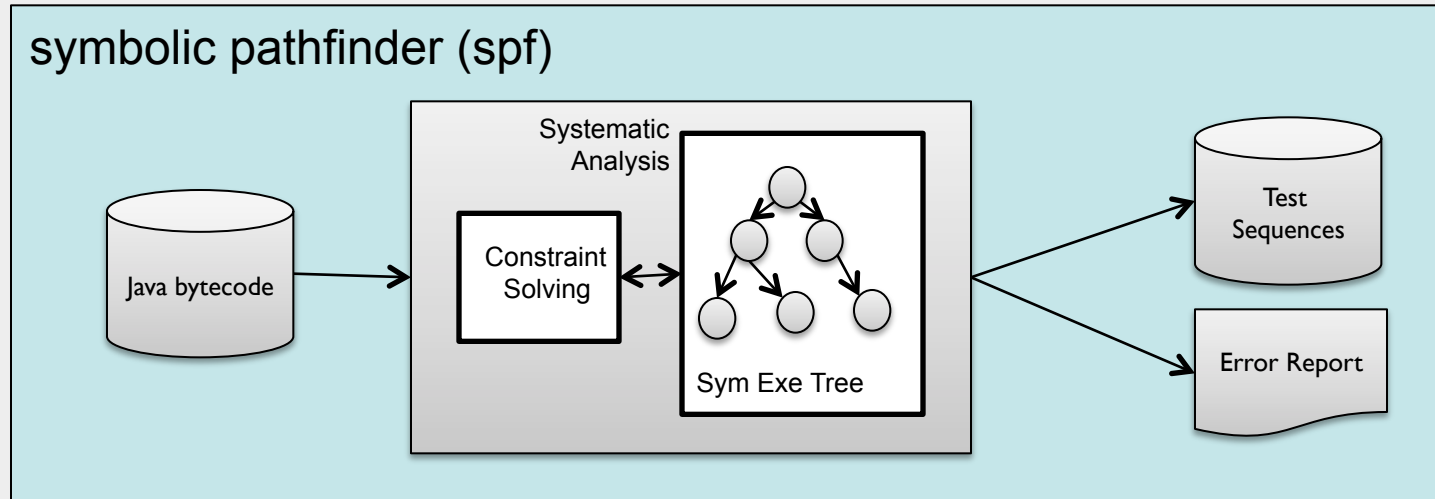 symbolic pathfinder (spf)
Systematic
Analysis
Java bytecode
Constraint
Solving
Sym Exe Tree
Test
Sequences
Error Report